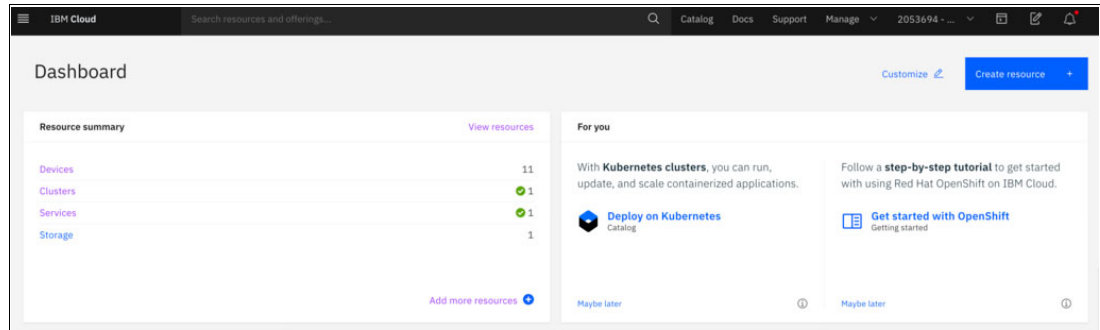 IBM Cloud
Search resources and offerings...
Catalog
Docs
Support
Manage
2053694 - ...
Dashboard
Customize
Create resource +
Resource summary
View resources
Devices 11
Clusters 1
Services 1
Storage 1
Add more resources
For you
With Kubernetes clusters, you can run,
update, and scale containerized applications.
Deploy on Kubernetes
Catalog
Maybe later
Follow a step-by-step tutorial to get started
with using Red Hat OpenShift on IBM Cloud.
Get started with OpenShift
Getting started
Maybe later